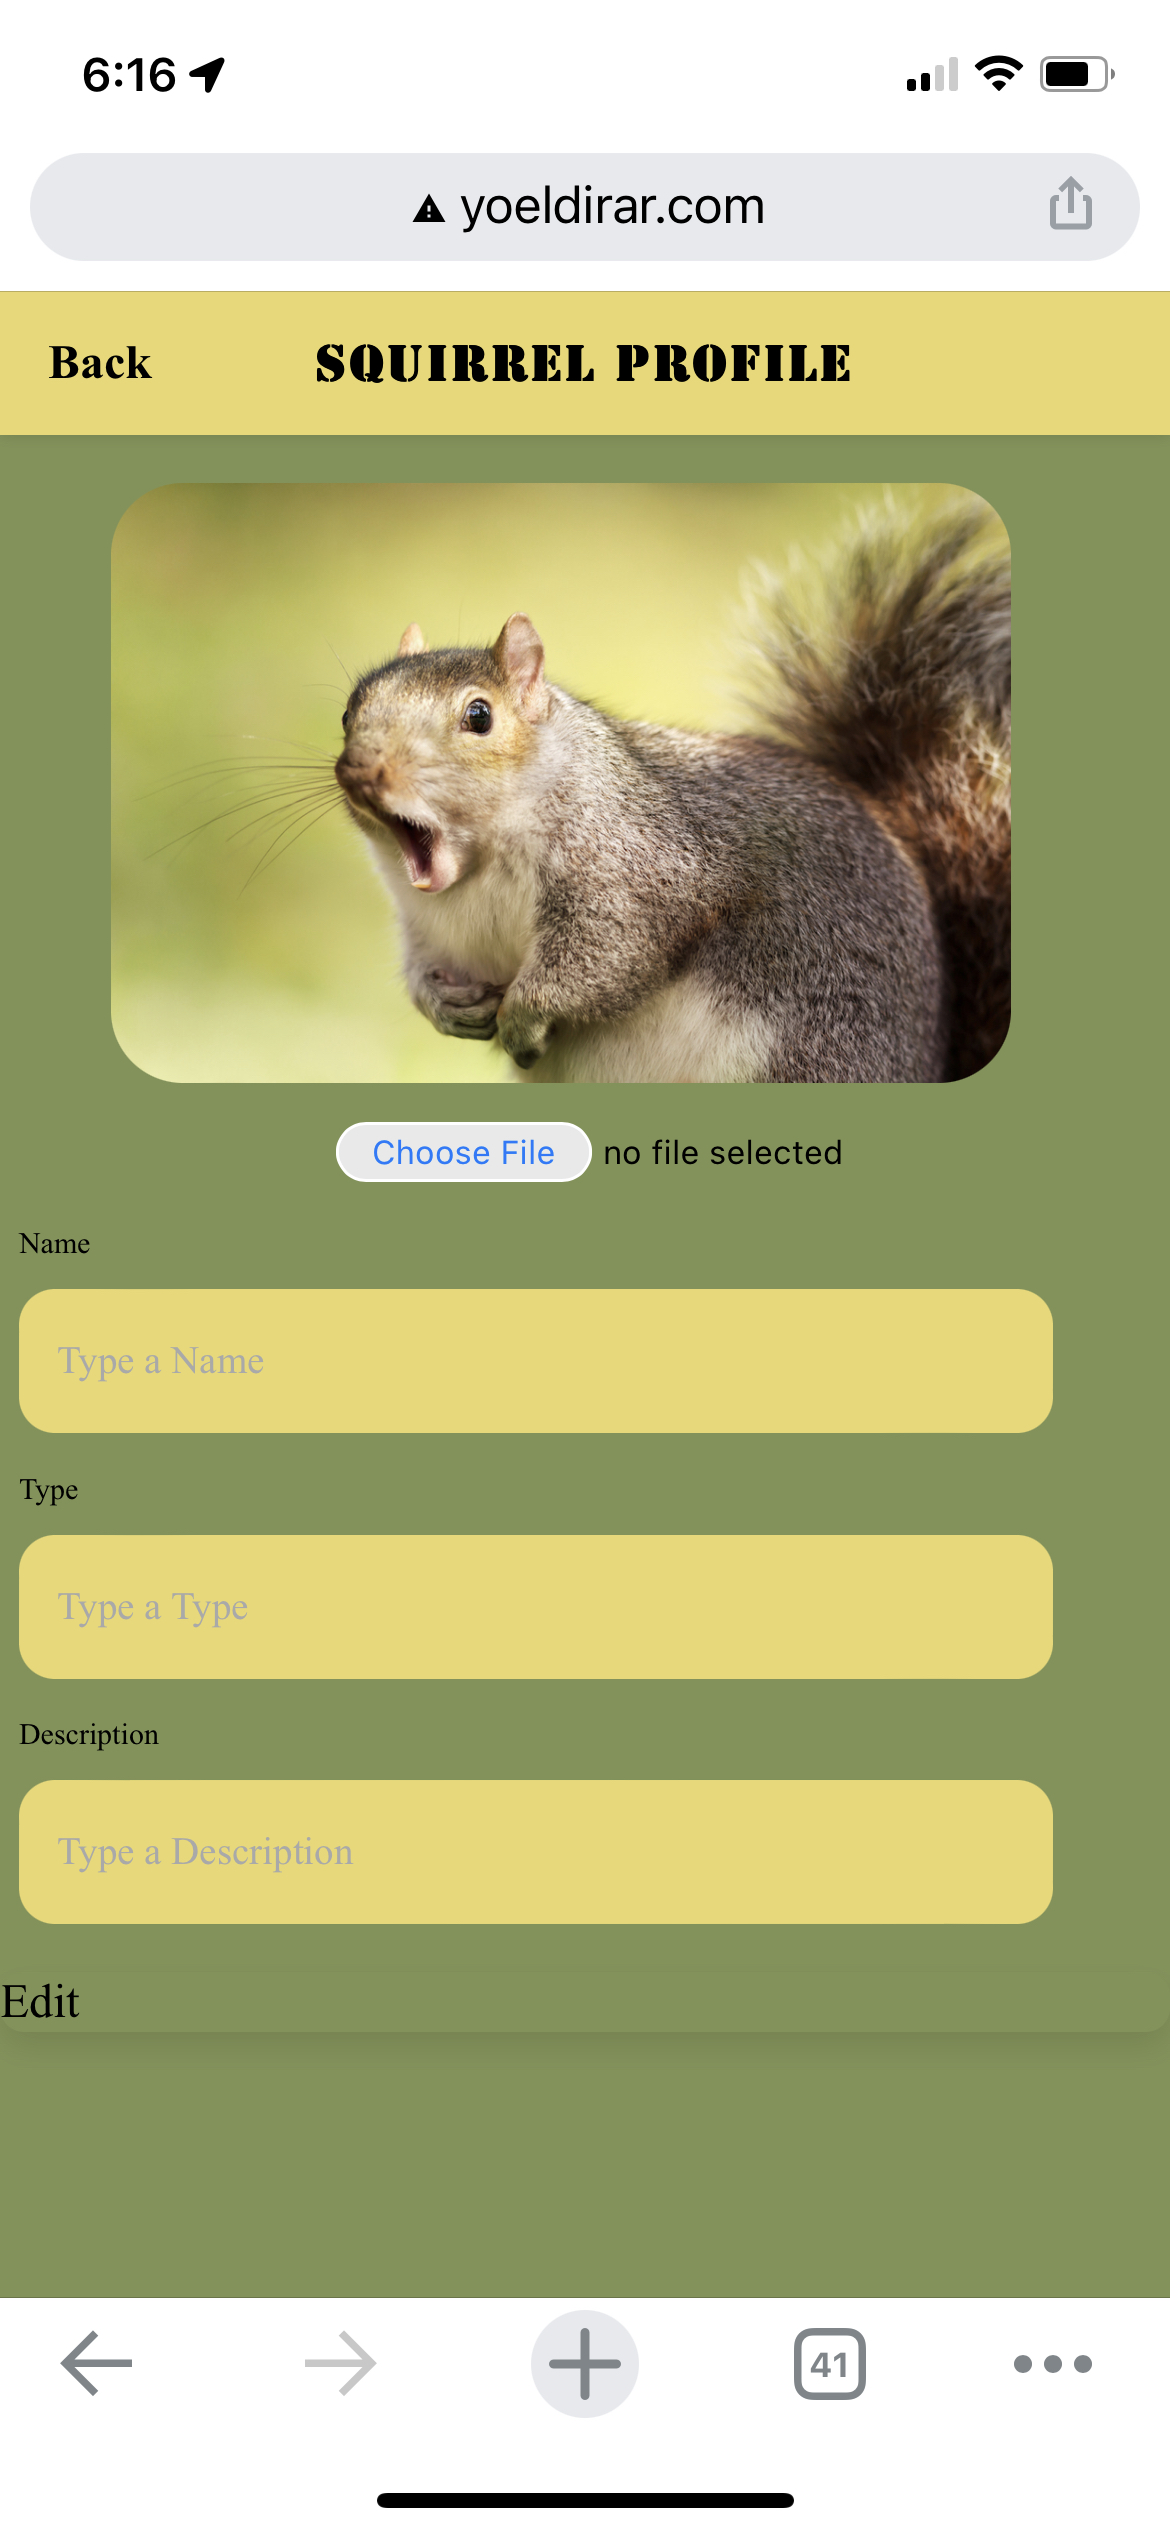 6:16
yoeldirar.com
Back SQUIRREL PROFILE
Choose File no file selected
Name
Type a Name
Type
Type a Type
Description
Type a Description
Edit
41